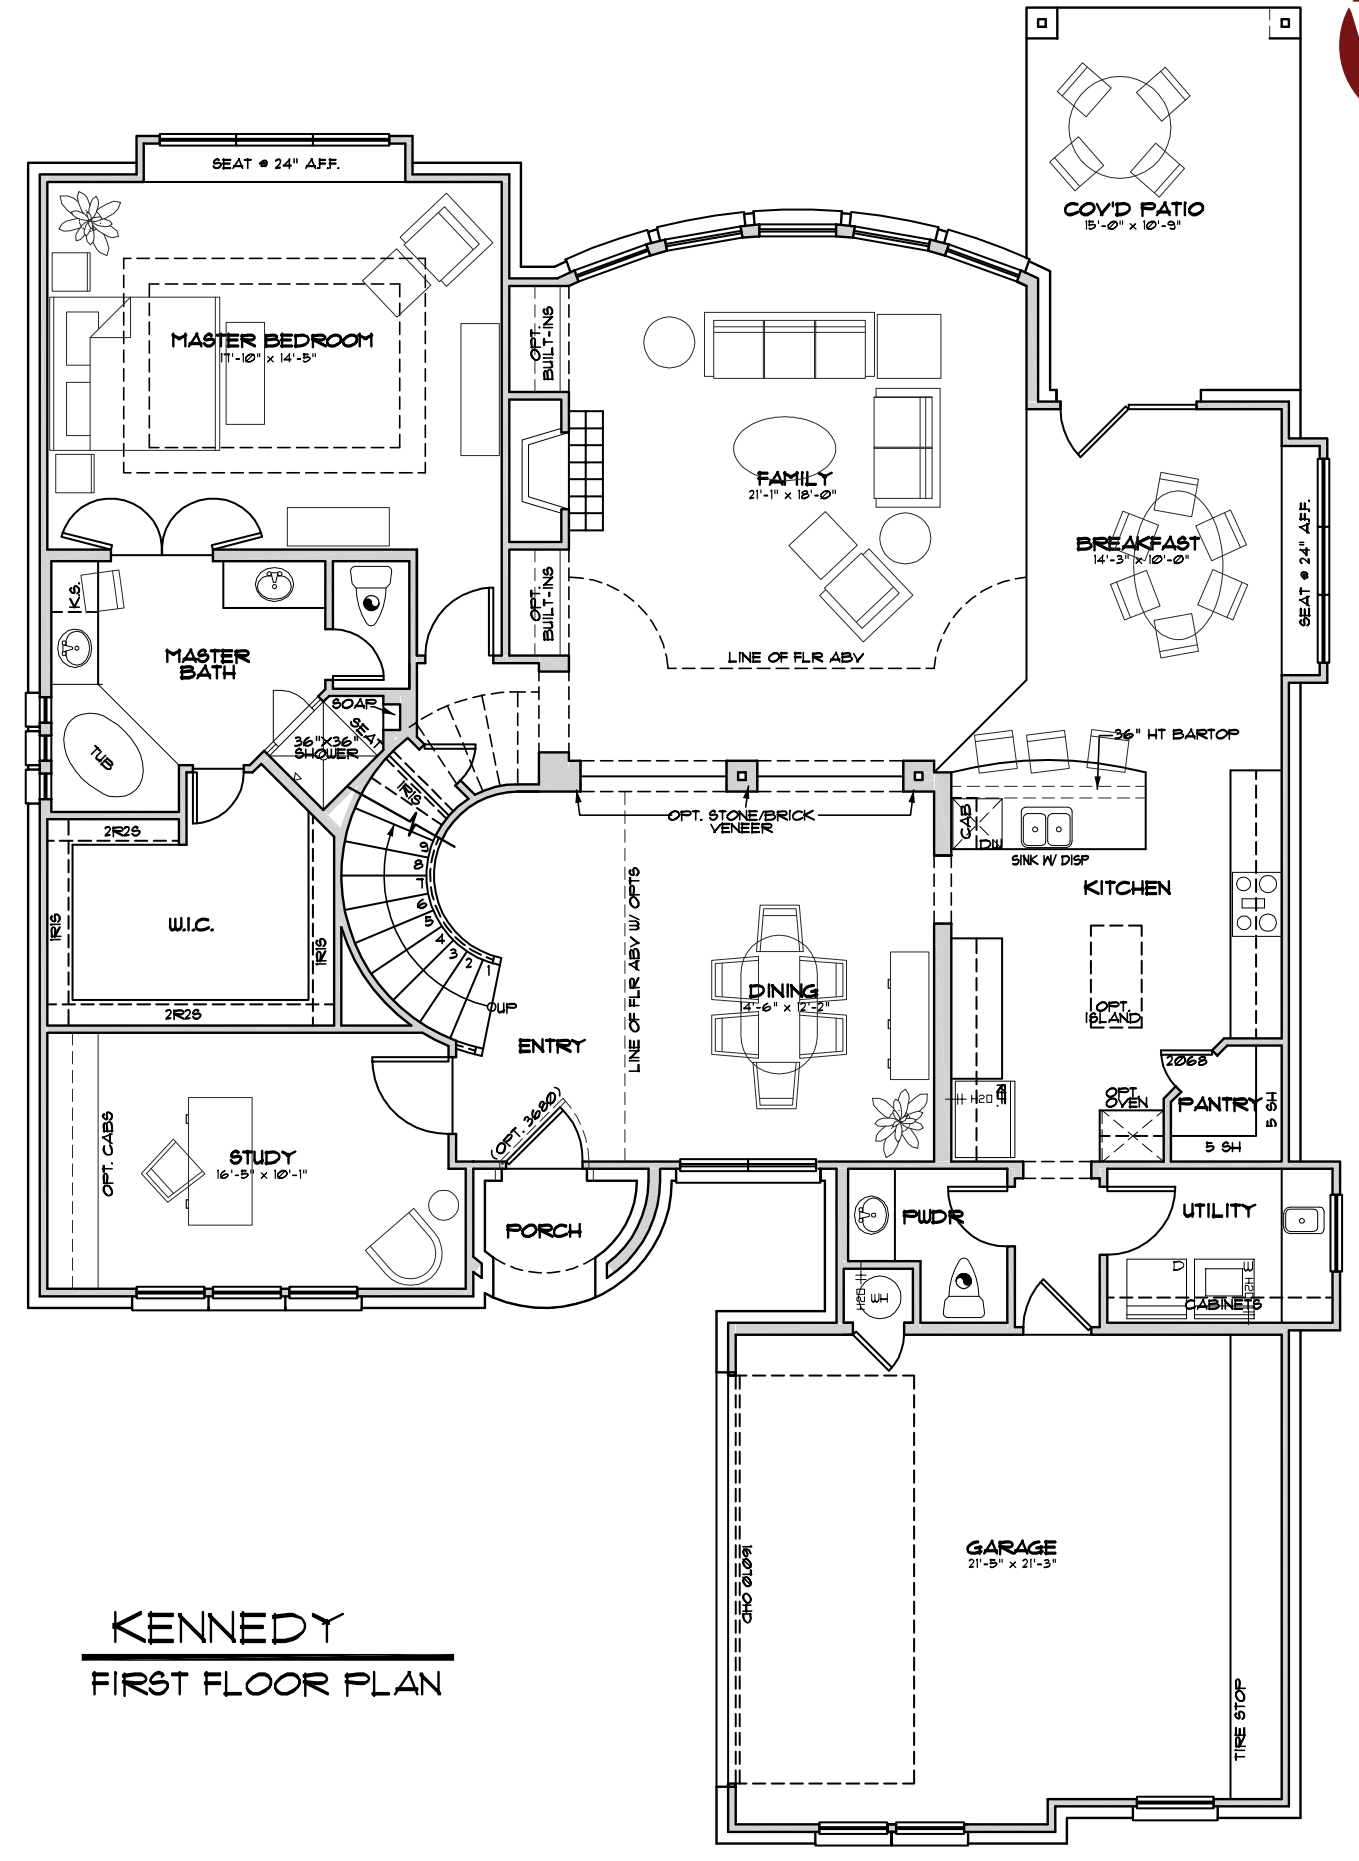 SEAT @ 24" A.F.F.
COV'D PATIO
15'-0" x 10'-9"
MASTER BEDROOM
17'-10" x 14'-5"
OPT.
BUILT-INS
FAMILY
21'-1" x 18'-0"
BREAKFAST
14'-3" x 10'-0"
SEAT @ 24" A.F.F.
K.S.
OPT.
BUILT-INS
MASTER
BATH
LINE OF FLR ABV
SOAP
SEAT
36"x36"
SHOWER
TUB
36" HT BARTOP
1R1S
OPT. STONE/BRICK
VENEER
CAB
DW
SINK W/ DISP
2R2S
KITCHEN
9
8
7
6
5
4
3
2
1
UP
1R1S
W.I.C.
1R1S
LINE OF FLR ABV W/ OPTS
DINING
14'-6" x 12'-2"
OPT.
ISLAND
2R2S
ENTRY
2068
REF.
H2O
OPT.
OVEN
PANTRY
5 SH
5 SH
(OPT. 3680)
OPT. CABS
STUDY
16'-5" x 10'-1"
PORCH
PWDR
UTILITY
H2O
WH
D
W
H2O
CABINETS
GARAGE
21'-5" x 21'-3"
16070 OHD
TIRE STOP
KENNEDY
FIRST FLOOR PLAN